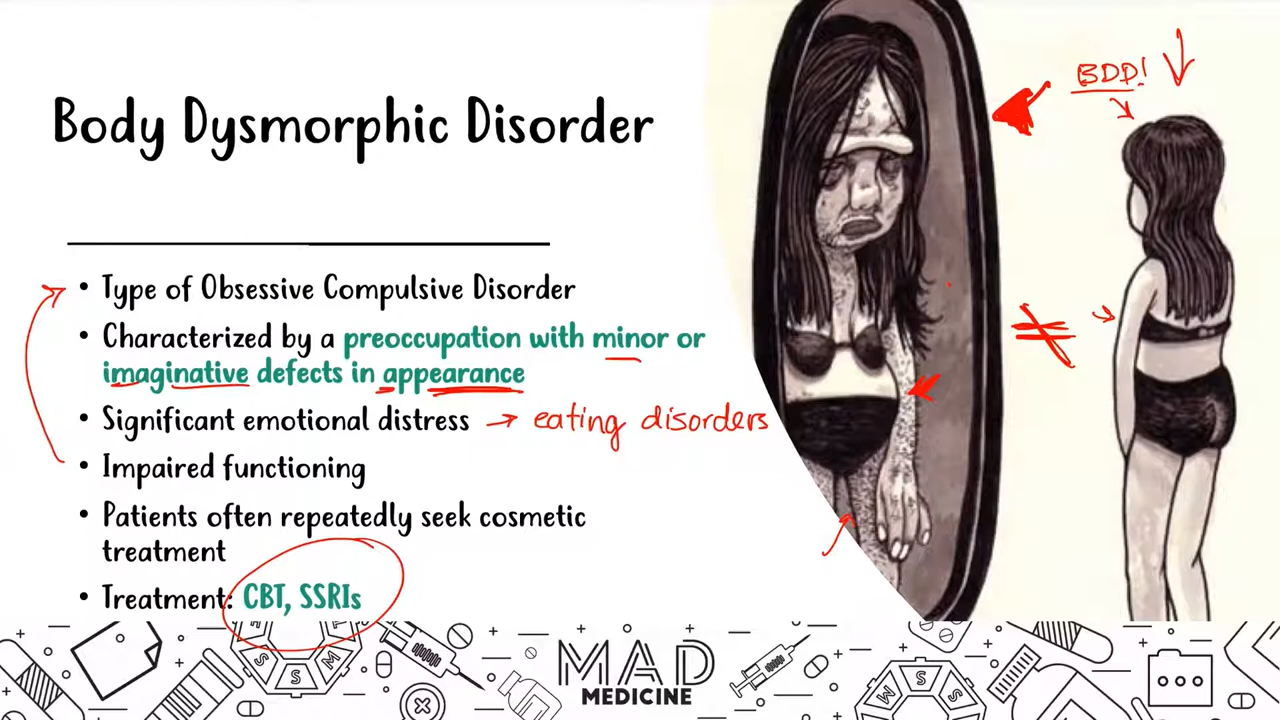 BDD!
Body Dysmorphic Disorder
• Type of Obsessive Compulsive Disorder
• Characterized by a preoccupation with minor or
imaginative defects in appearance
• Significant emotional distress → eating disorders
• Impaired functioning
• Patients often repeatedly seek cosmetic
treatment
• Treatment: CBT, SSRIs
MAD
MEDICINE